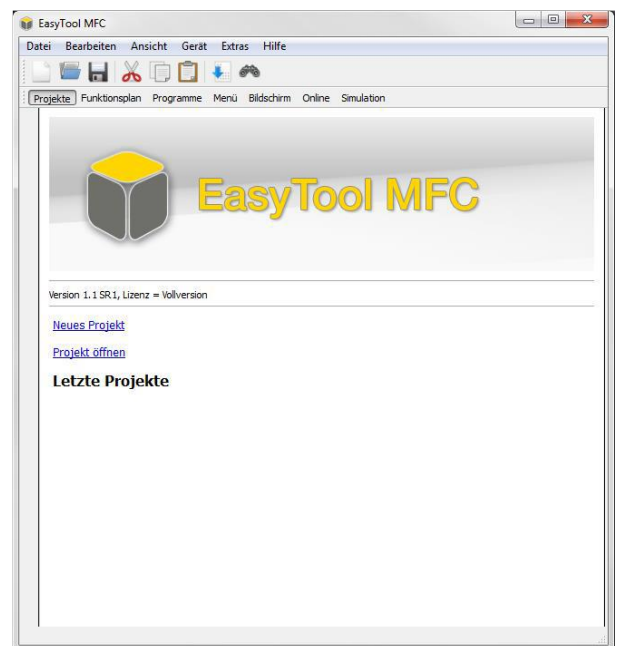 EasyTool MFC
Datei Bearbeiten Ansicht Gerät Extras Hilfe
Projekte Funktionsplan Programme Menü Bildschirm Online Simulation
EasyTool MFC
Version 1.1 SR1, Lizenz = Vollversion
Neues Projekt
Projekt öffnen
Letzte Projekte